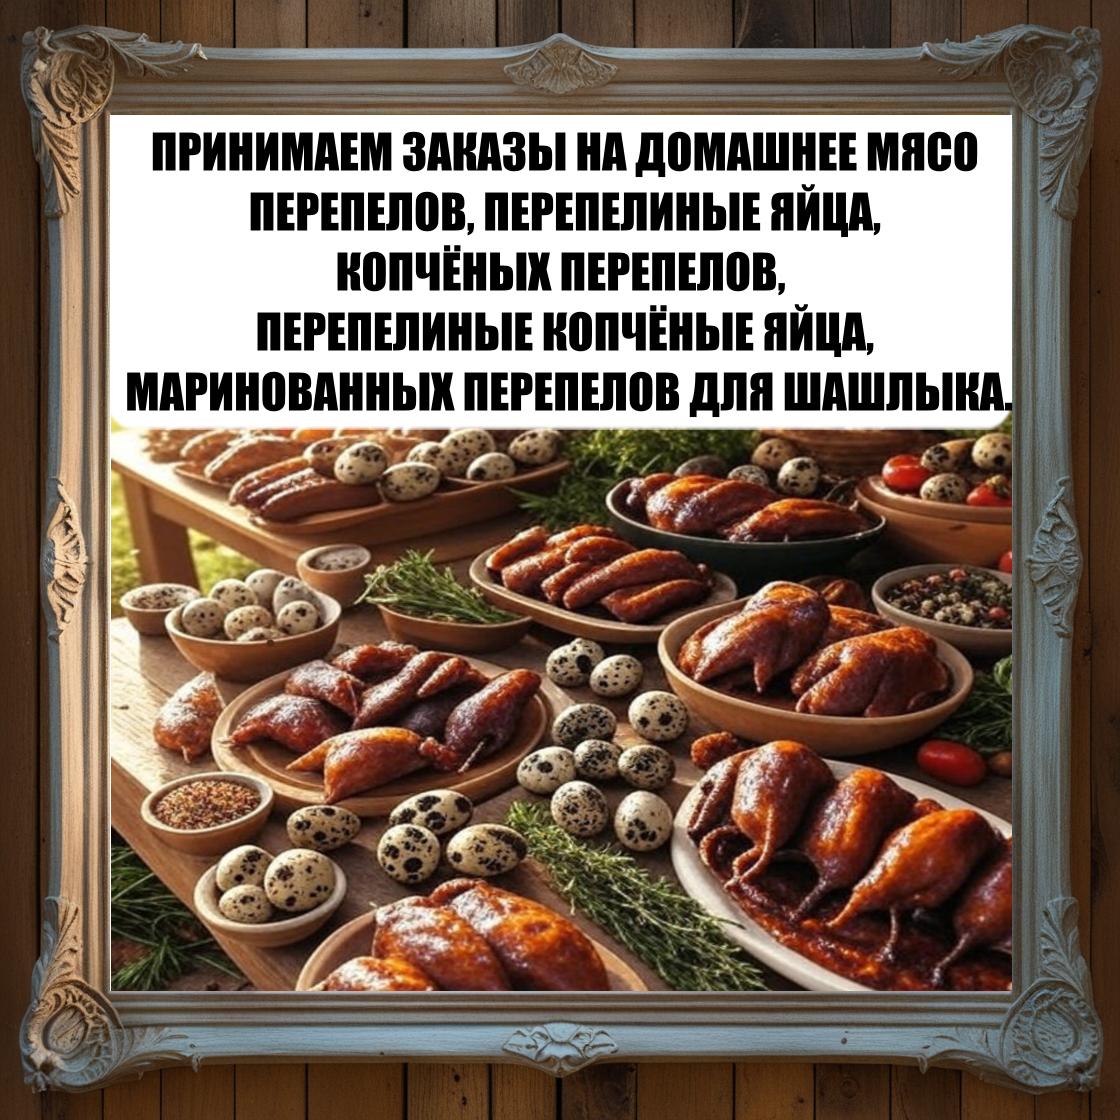 ПРИНИМАЕМ ЗАКАЗЫ НА ДОМАШНЕЕ МЯСО
ПЕРЕПЕЛОВ, ПЕРЕПЕЛИНЫЕ ЯЙЦА,
КОПЧЁНЫХ ПЕРЕПЕЛОВ,
ПЕРЕПЕЛИНЫЕ КОПЧЁНЫЕ ЯЙЦА,
МАРИНОВАННЫХ ПЕРЕПЕЛОВ ДЛЯ ШАШЛЫКА.